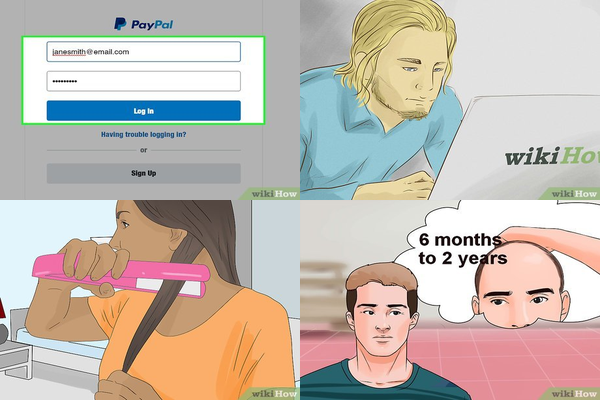 PayPal
janesmith@email.com
•••••••••
Log In
Having trouble logging in?
or
Sign Up
wikiHow
wikiHow
wikiHow
wikiHow
6 months
to 2 years
wikiHow